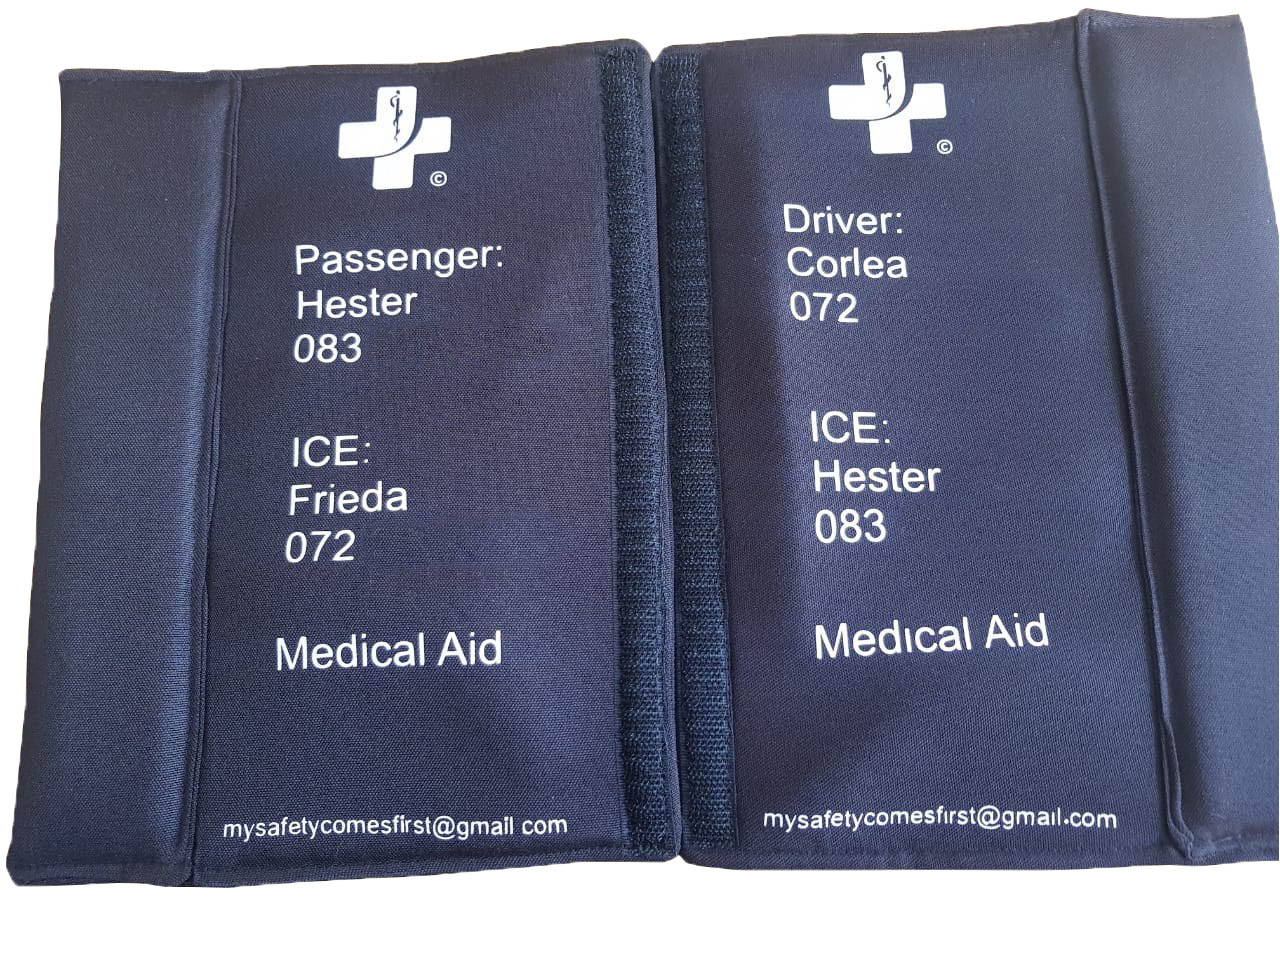 ©
Passenger:
Hester
083
ICE:
Frieda
072
Medical Aid
mysafetycomesfirst@gmail com
©
Driver:
Corlea
072
ICE:
Hester
083
Medical Aid
mysafetycomesfirst@gmail.com